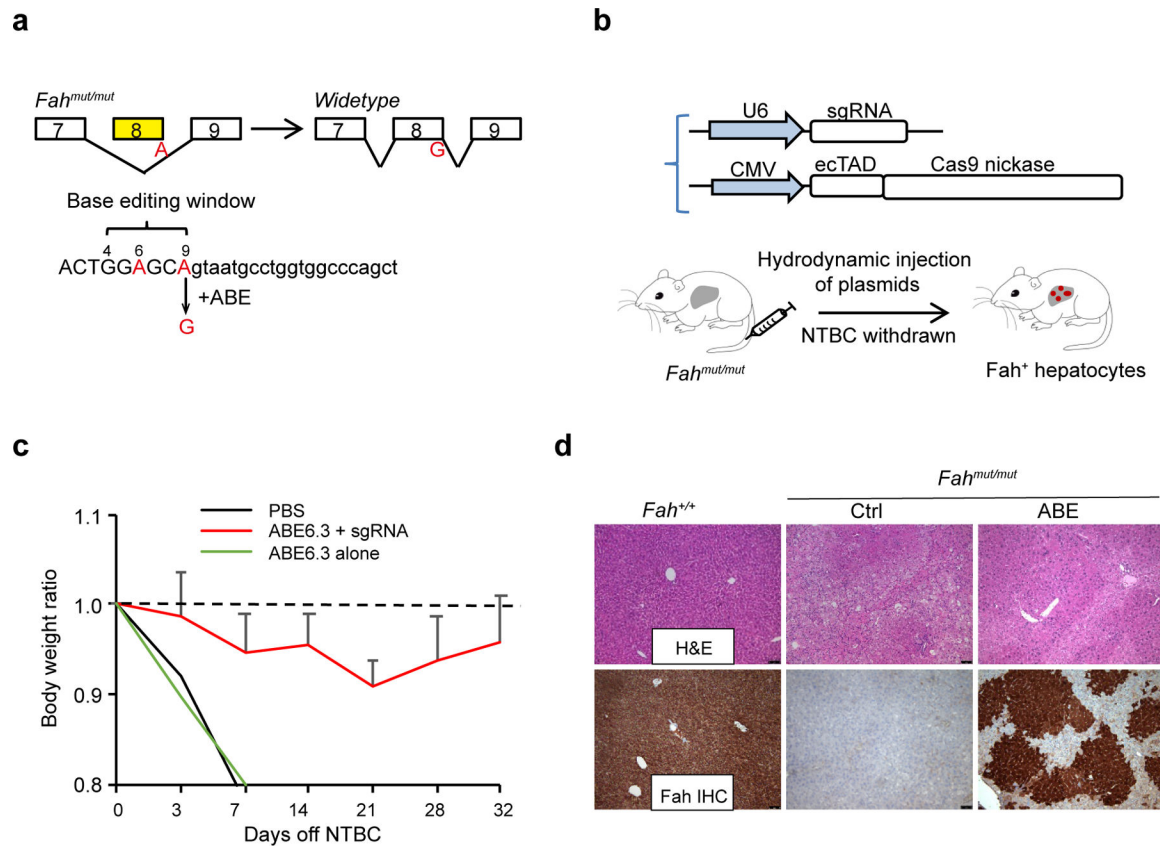 a
Fah^mut/mut
Widetype
7
8
9
7
8
9
A
G
Base editing window
4 6 9
ACTGGAGCAgtaatgcctggtggcccagct
+ABE
G
b
U6
sgRNA
CMV
ecTAD
Cas9 nickase
Hydrodynamic injection
of plasmids
NTBC withdrawn
Fah^mut/mut
Fah⁺ hepatocytes
c
PBS
ABE6.3 + sgRNA
ABE6.3 alone
Body weight ratio
1.1
1.0
0.9
0.8
0 3 7 14 21 28 32
Days off NTBC
d
Fah^mut/mut
Fah^+/+
Ctrl
ABE
H&E
Fah IHC